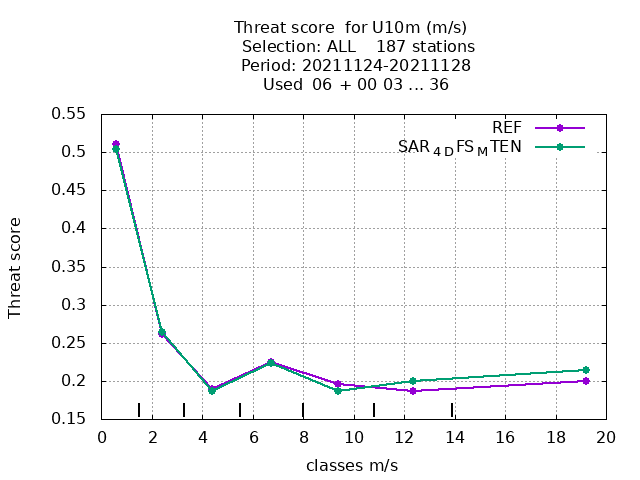 Threat score  for U10m (m/s)
Selection: ALL    187 stations
Period: 20211124-20211128
Used  06 + 00 03 ... 36
REF
SAR4DFSMTEN
Threat score
0.55
0.5
0.45
0.4
0.35
0.3
0.25
0.2
0.15
0 2 4 6 8 10 12 14 16 18 20
classes m/s